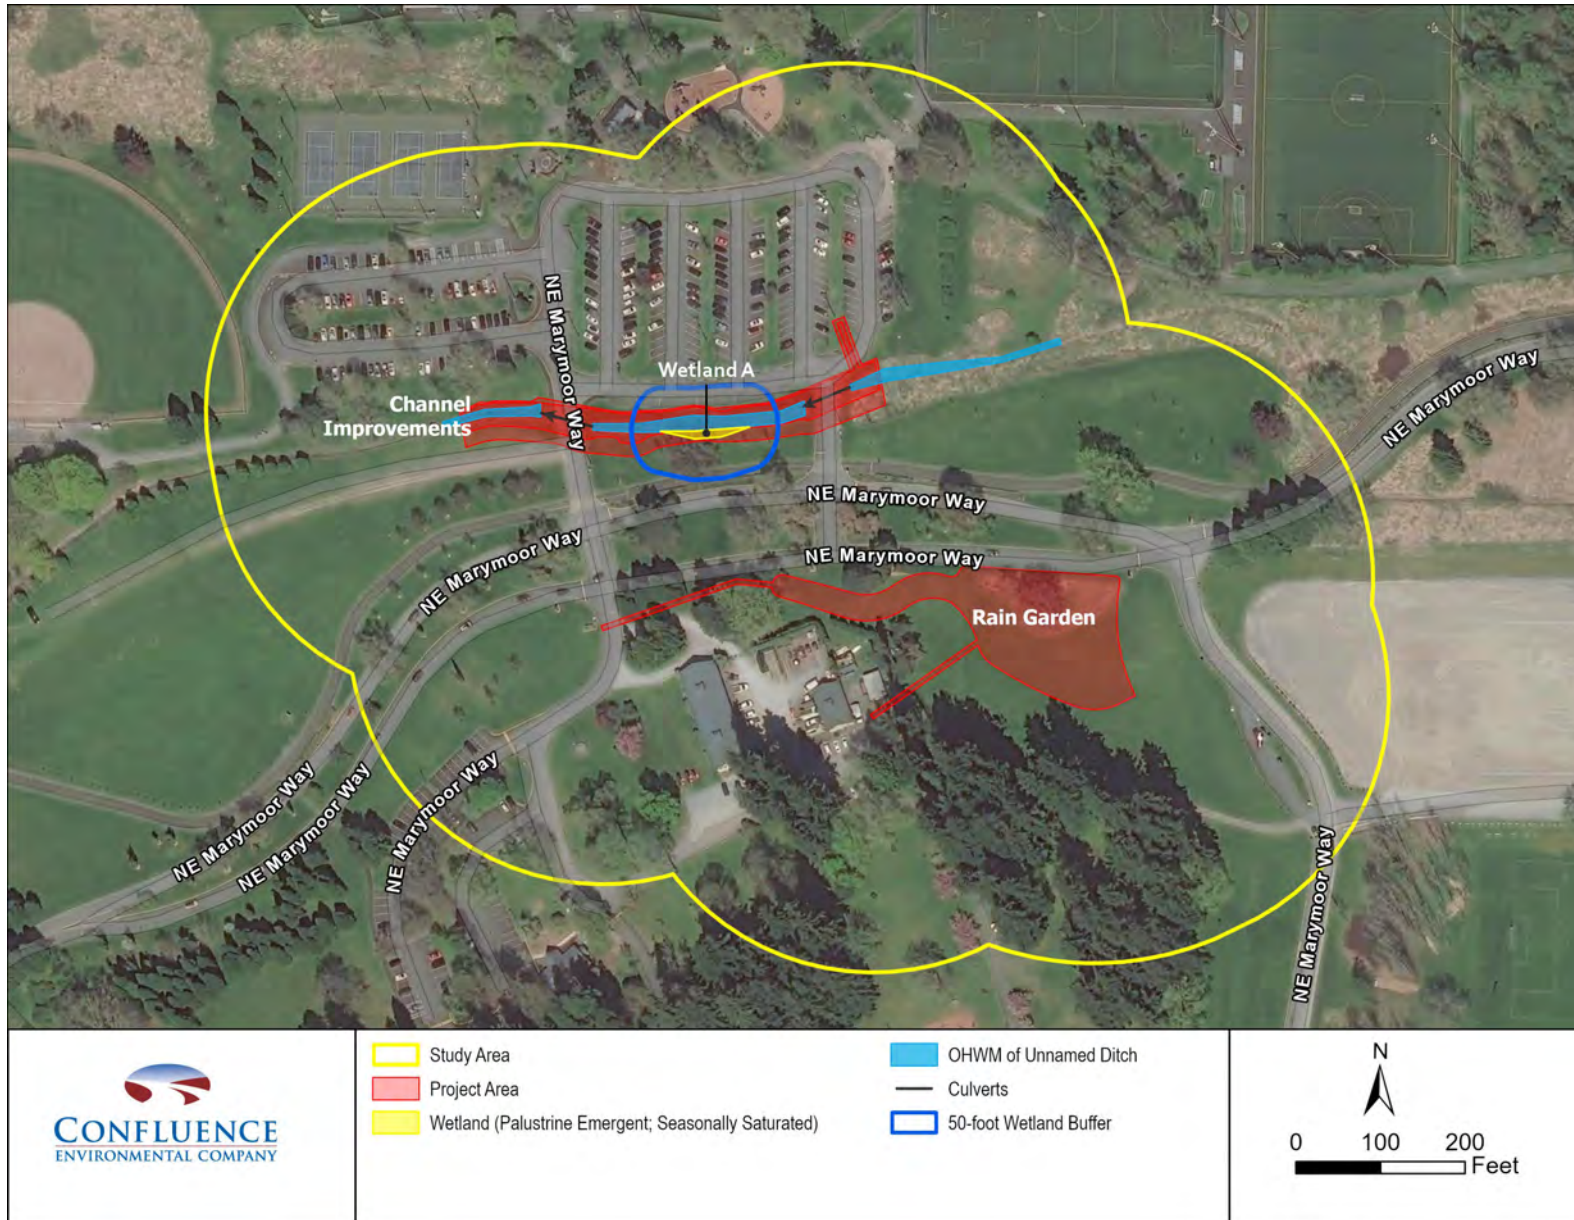 NE Marymoor Way
Wetland A
Channel
Improvements
NE Marymoor Way
NE Marymoor Way
NE Marymoor Way
NE Marymoor Way
Rain Garden
NE Marymoor Way
NE Marymoor Way
NE Marymoor Way
NE Marymoor Way
CONFLUENCE
ENVIRONMENTAL COMPANY
Study Area
Project Area
Wetland (Palustrine Emergent; Seasonally Saturated)
OHWM of Unnamed Ditch
Culverts
50-foot Wetland Buffer
N
0 100 200
Feet